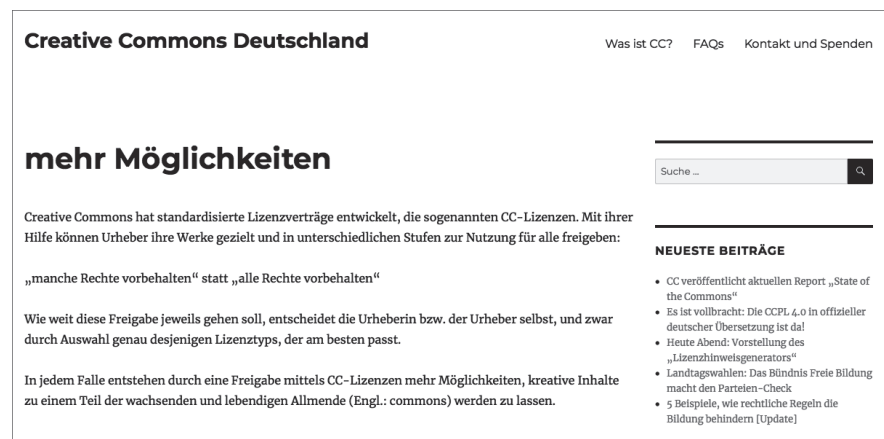 Creative Commons Deutschland
Was ist CC? FAQs Kontakt und Spenden
mehr Möglichkeiten
Creative Commons hat standardisierte Lizenzverträge entwickelt, die sogenannten CC-Lizenzen. Mit ihrer
Hilfe können Urheber ihre Werke gezielt und in unterschiedlichen Stufen zur Nutzung für alle freigeben:
„manche Rechte vorbehalten“ statt „alle Rechte vorbehalten“
Wie weit diese Freigabe jeweils gehen soll, entscheidet die Urheberin bzw. der Urheber selbst, und zwar
durch Auswahl genau desjenigen Lizenztyps, der am besten passt.
In jedem Falle entstehen durch eine Freigabe mittels CC-Lizenzen mehr Möglichkeiten, kreative Inhalte
zu einem Teil der wachsenden und lebendigen Allmende (Engl.: commons) werden zu lassen.
Suche ...
NEUESTE BEITRÄGE
CC veröffentlicht aktuellen Report „State of
the Commons“
Es ist vollbracht: Die CCPL 4.0 in offizieller
deutscher Übersetzung ist da!
Heute Abend: Vorstellung des
„Lizenzhinweisgenerators“
Landtagswahlen: Das Bündnis Freie Bildung
macht den Parteien-Check
5 Beispiele, wie rechtliche Regeln die
Bildung behindern [Update]